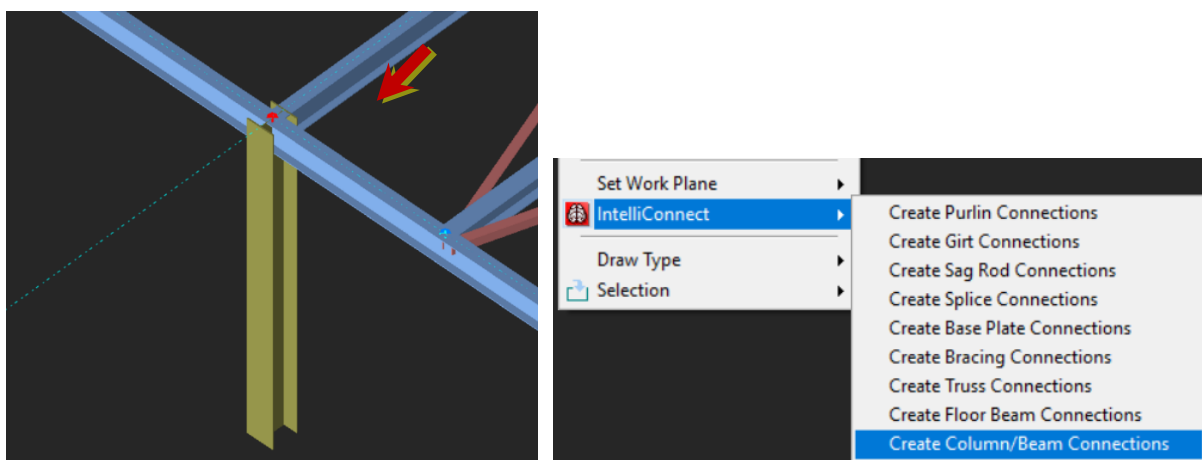 Set Work Plane
IntelliConnect
Draw Type
Selection
Create Purlin Connections
Create Girt Connections
Create Sag Rod Connections
Create Splice Connections
Create Base Plate Connections
Create Bracing Connections
Create Truss Connections
Create Floor Beam Connections
Create Column/Beam Connections